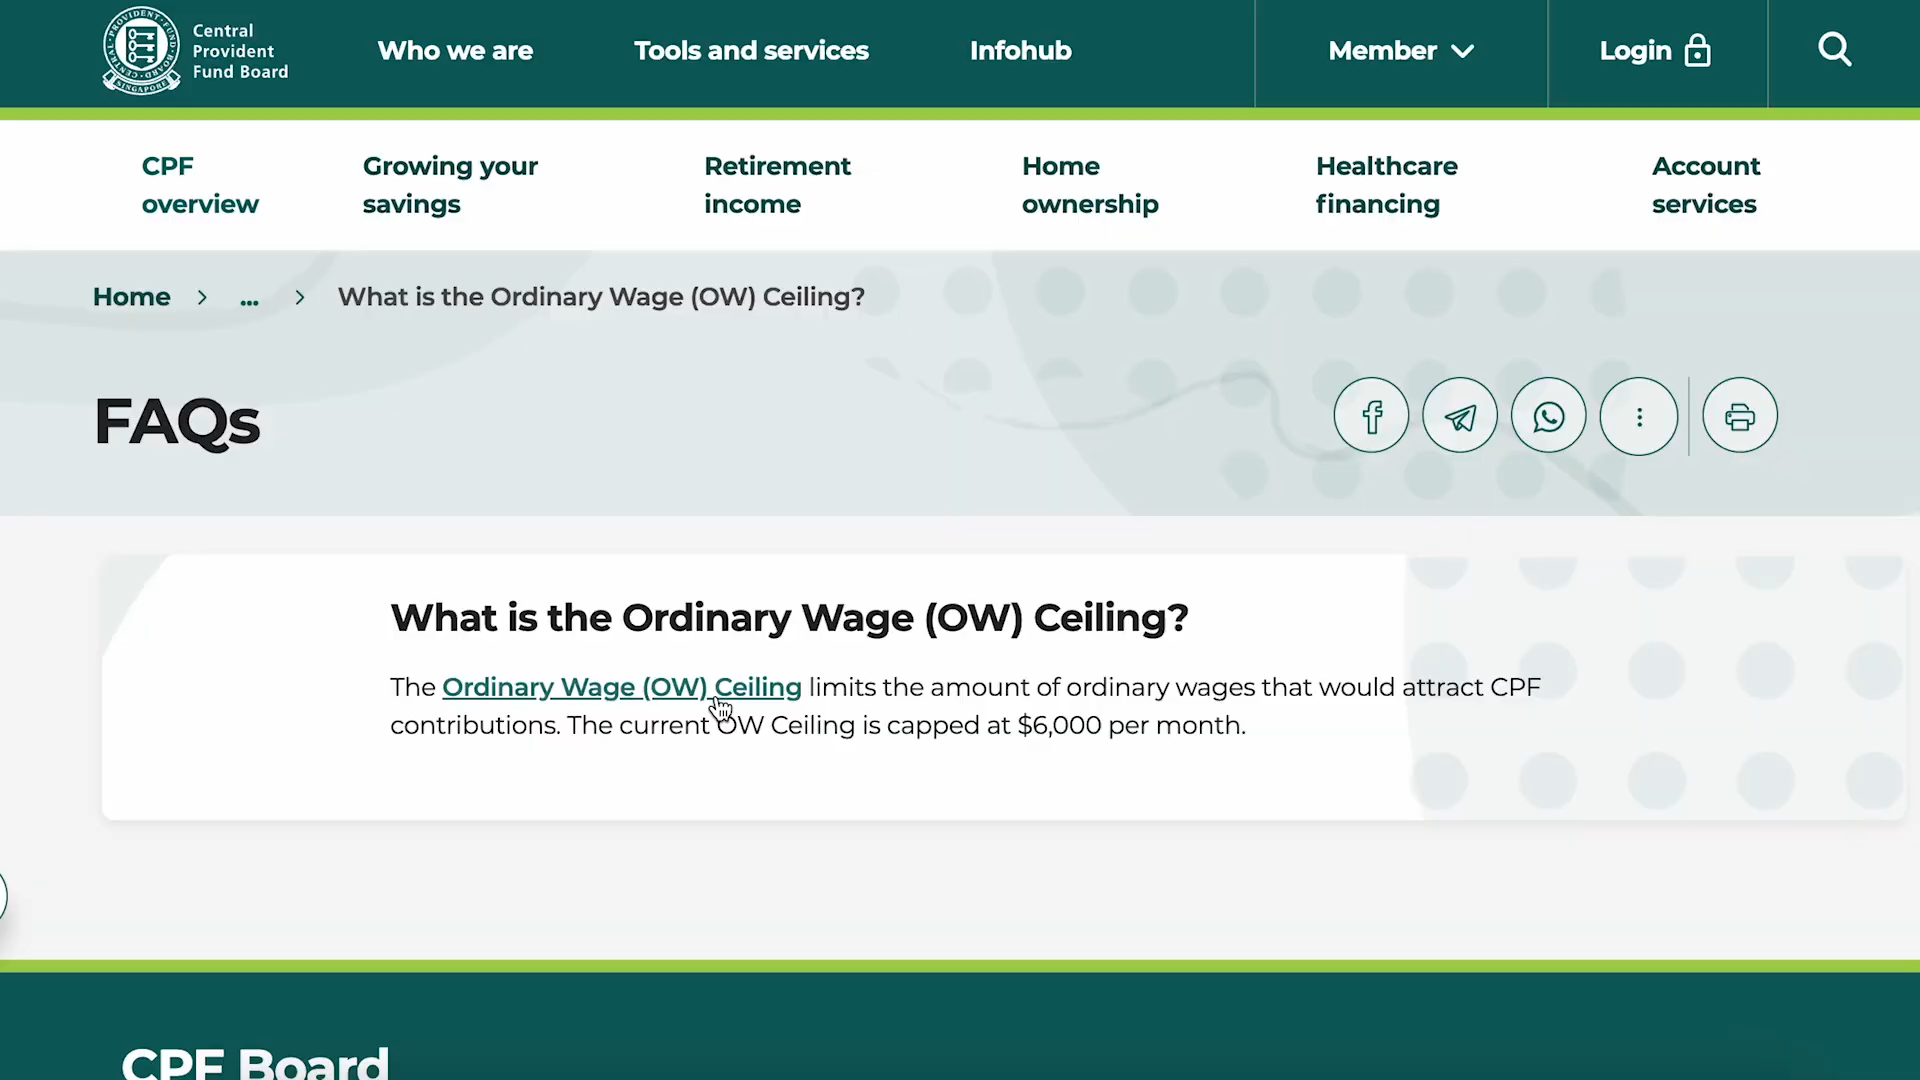 Central
Provident
Fund Board
Who we are
Tools and services
Infohub
Member
Login
CPF
overview
Growing your
savings
Retirement
income
Home
ownership
Healthcare
financing
Account
services
Home > ... > What is the Ordinary Wage (OW) Ceiling?
FAQs
What is the Ordinary Wage (OW) Ceiling?
The Ordinary Wage (OW) Ceiling limits the amount of ordinary wages that would attract CPF
contributions. The current OW Ceiling is capped at $6,000 per month.
CPF Board